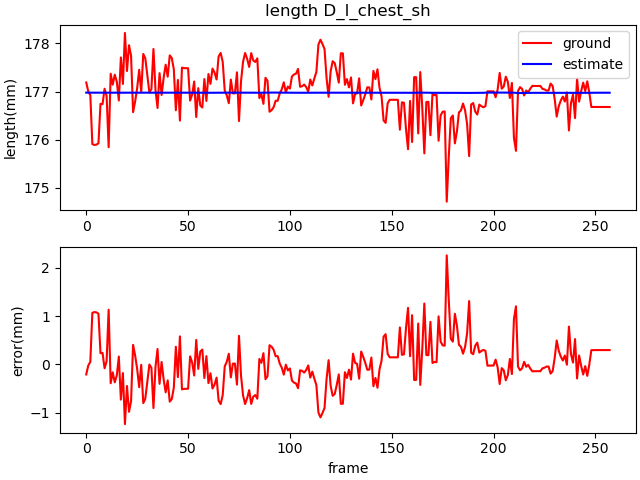 length D_l_chest_sh
ground
estimate
length(mm)
178
177
176
175
0 50 100 150 200 250
error(mm)
2
1
0
−1
0 50 100 150 200 250
frame